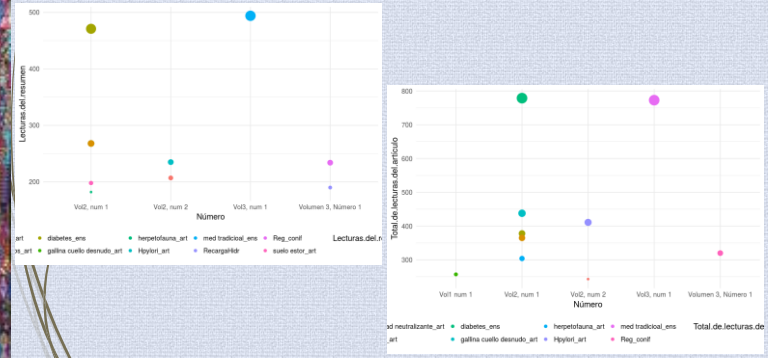 500
400
300
200
Lecturas.del.resumen
Vol2, num 1 Vol2, num 2 Vol3, num 1 Volumen 3, Número 1
Número
_art diabetes_ens herpetofauna_art med tradicioal_ens Reg_conif Lecturas.del.r
os_art gallina cuello desnudo_art Hpylori_art RecargaHidr suelo estor_art
800
700
600
500
400
300
Total.de.lecturas.del.artículo
Vol1 num 1 Vol2, num 1 Vol2, num 2 Vol3, num 1 Volumen 3, Número 1
Número
ad neutralizante_art diabetes_ens herpetofauna_art med tradicioal_ens Total.de.lecturas.de
_art gallina cuello desnudo_art Hpylori_art Reg_conif